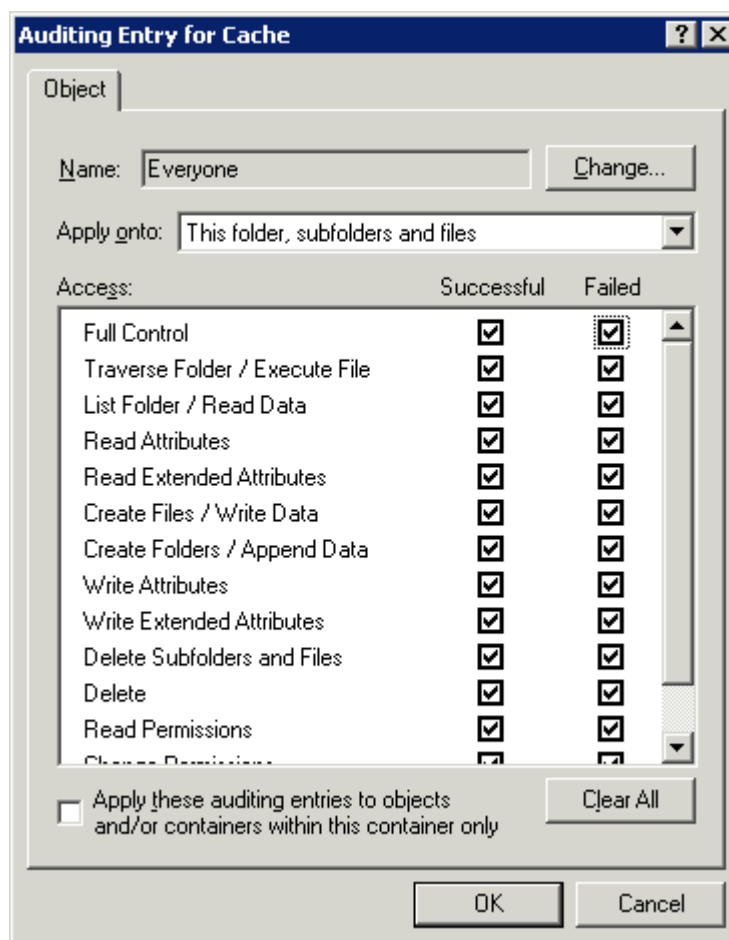 Auditing Entry for Cache
Object
Name: Everyone Change...
Apply onto: This folder, subfolders and files
Access: Successful Failed
Full Control
Traverse Folder / Execute File
List Folder / Read Data
Read Attributes
Read Extended Attributes
Create Files / Write Data
Create Folders / Append Data
Write Attributes
Write Extended Attributes
Delete Subfolders and Files
Delete
Read Permissions
Change Permissions
Apply these auditing entries to objects
and/or containers within this container only
Clear All
OK Cancel